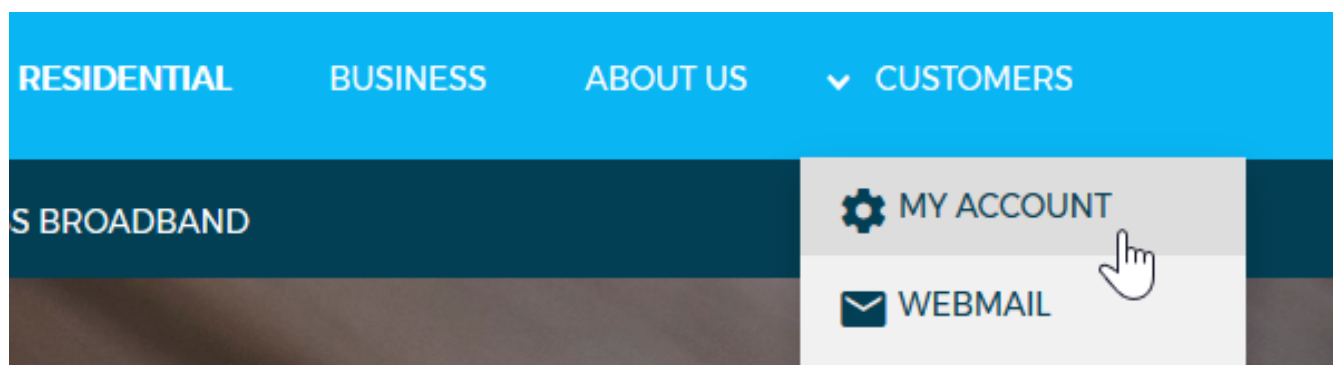 RESIDENTIAL BUSINESS ABOUT US CUSTOMERS
S BROADBAND
MY ACCOUNT
WEBMAIL